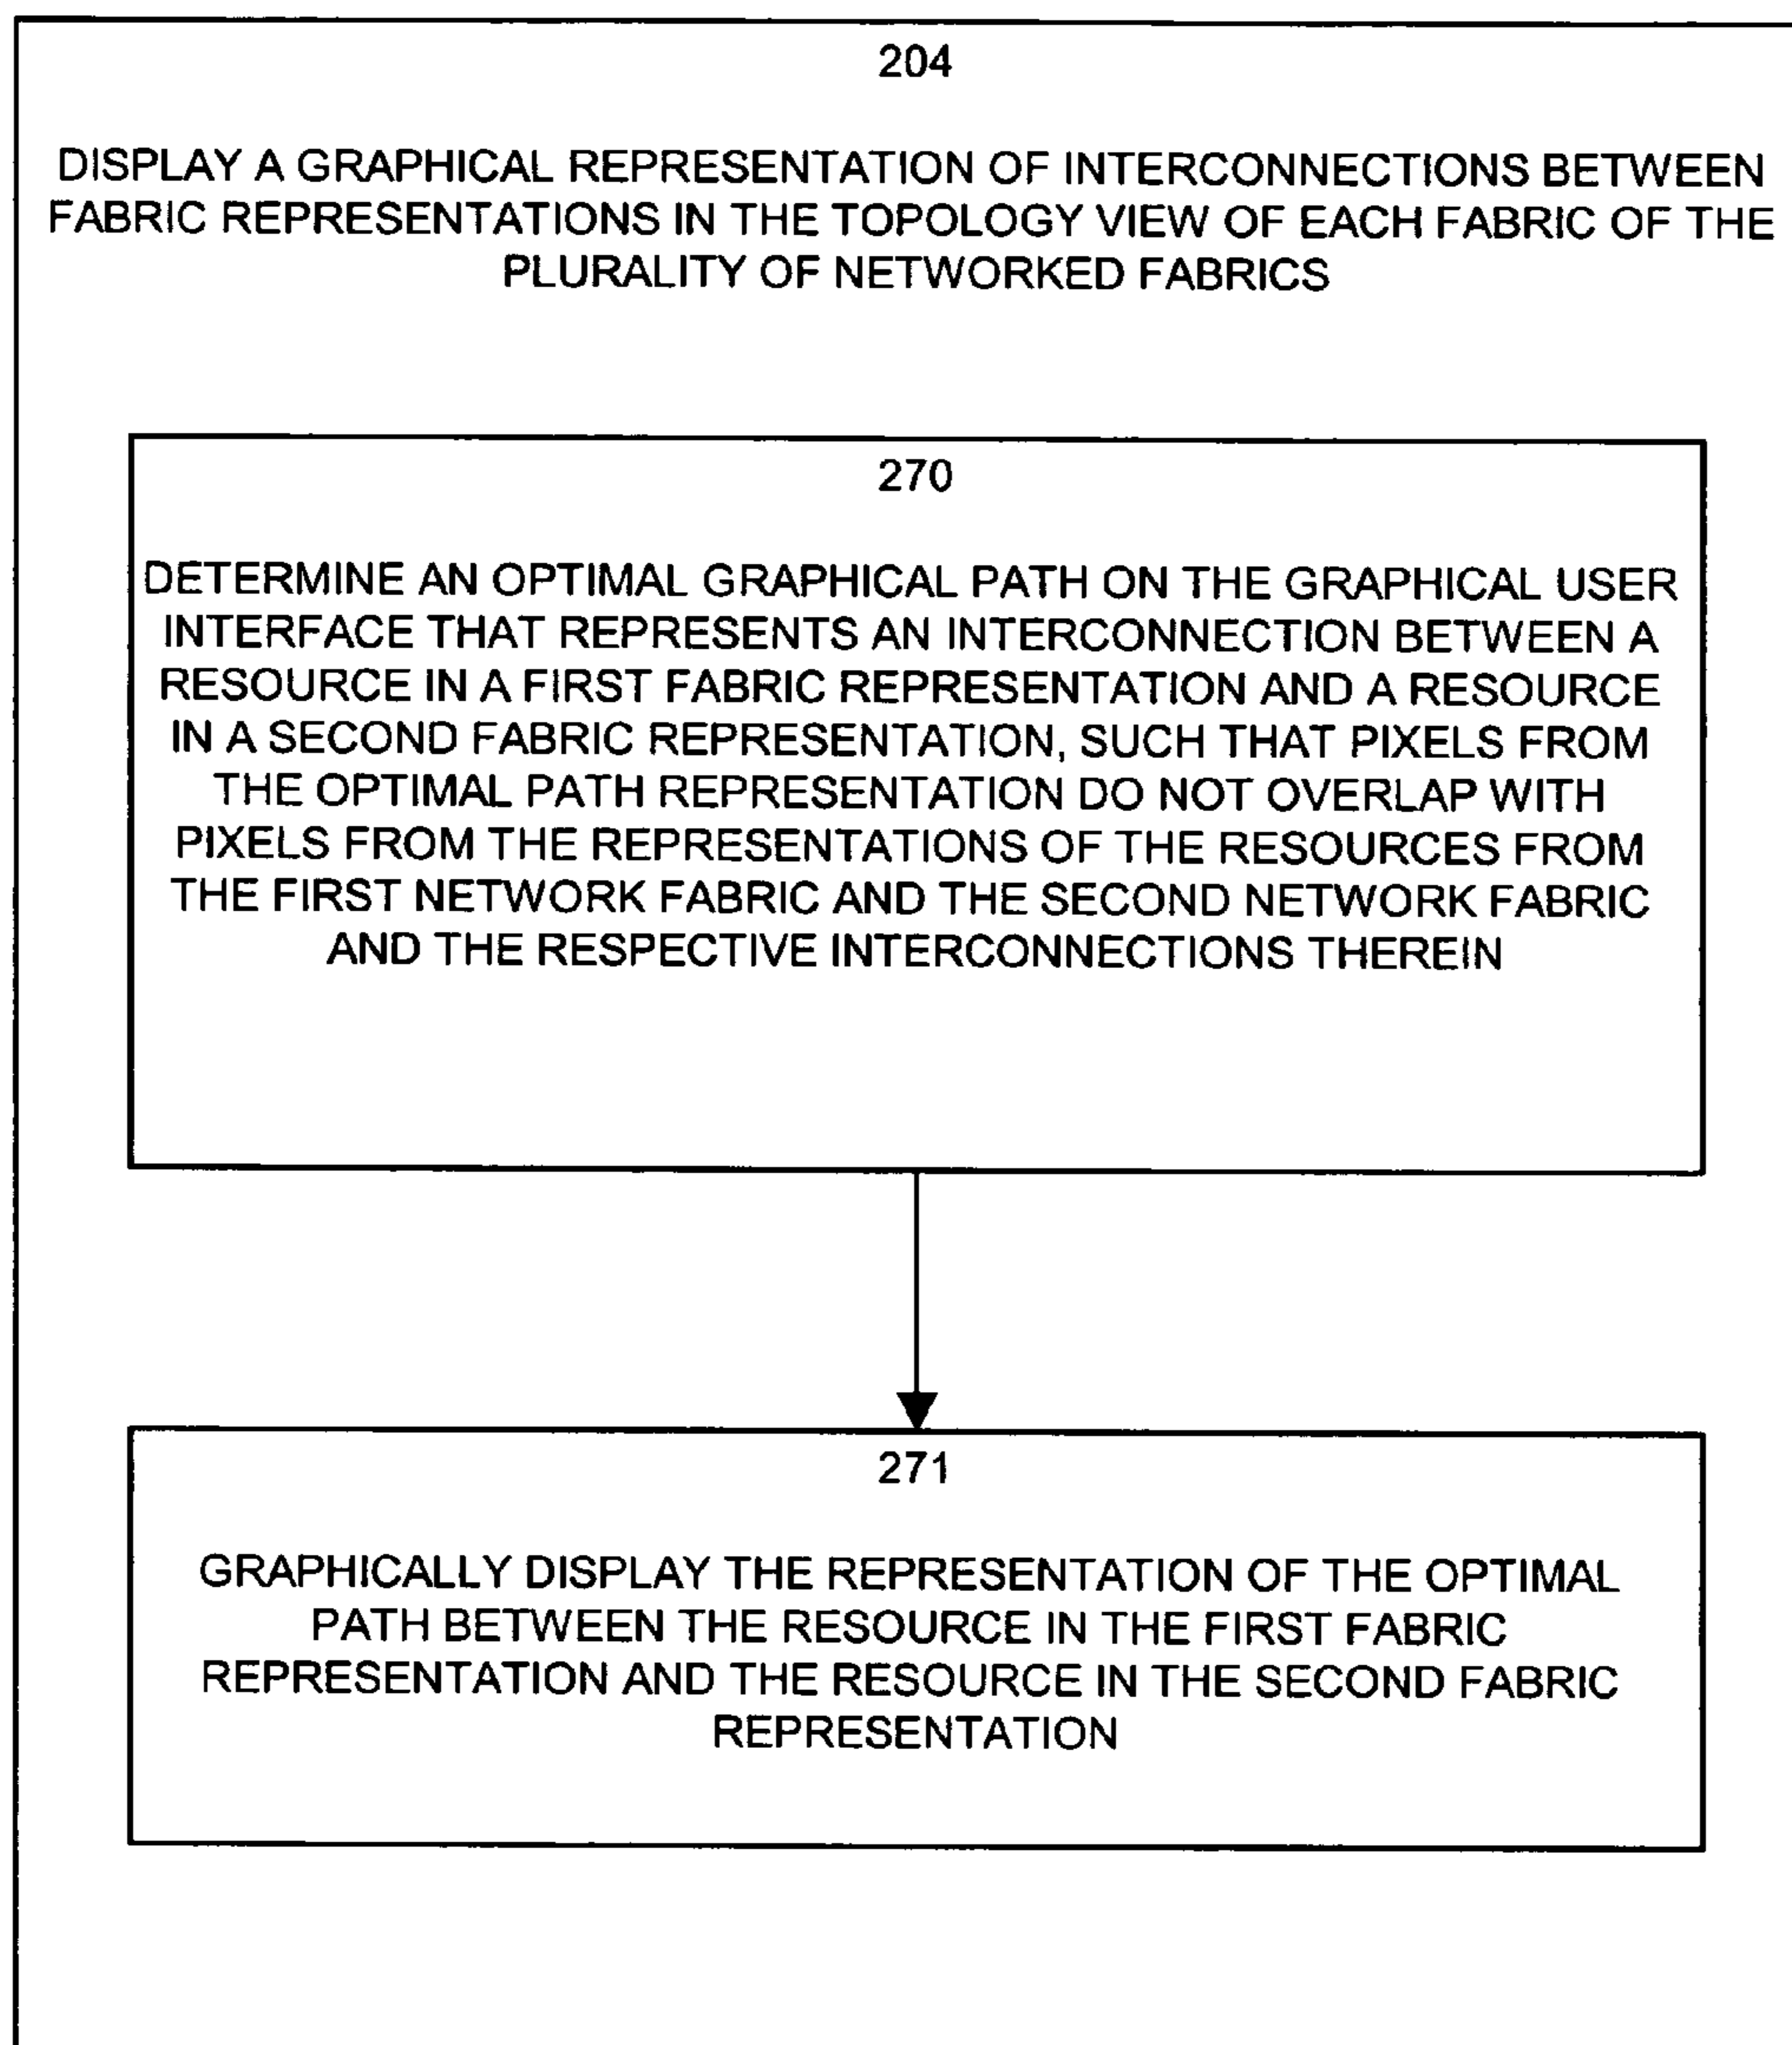 204
DISPLAY A GRAPHICAL REPRESENTATION OF INTERCONNECTIONS BETWEEN
FABRIC REPRESENTATIONS IN THE TOPOLOGY VIEW OF EACH FABRIC OF THE
PLURALITY OF NETWORKED FABRICS
270
DETERMINE AN OPTIMAL GRAPHICAL PATH ON THE GRAPHICAL USER
INTERFACE THAT REPRESENTS AN INTERCONNECTION BETWEEN A
RESOURCE IN A FIRST FABRIC REPRESENTATION AND A RESOURCE
IN A SECOND FABRIC REPRESENTATION, SUCH THAT PIXELS FROM
THE OPTIMAL PATH REPRESENTATION DO NOT OVERLAP WITH
PIXELS FROM THE REPRESENTATIONS OF THE RESOURCES FROM
THE FIRST NETWORK FABRIC AND THE SECOND NETWORK FABRIC
AND THE RESPECTIVE INTERCONNECTIONS THEREIN
271
GRAPHICALLY DISPLAY THE REPRESENTATION OF THE OPTIMAL
PATH BETWEEN THE RESOURCE IN THE FIRST FABRIC
REPRESENTATION AND THE RESOURCE IN THE SECOND FABRIC
REPRESENTATION